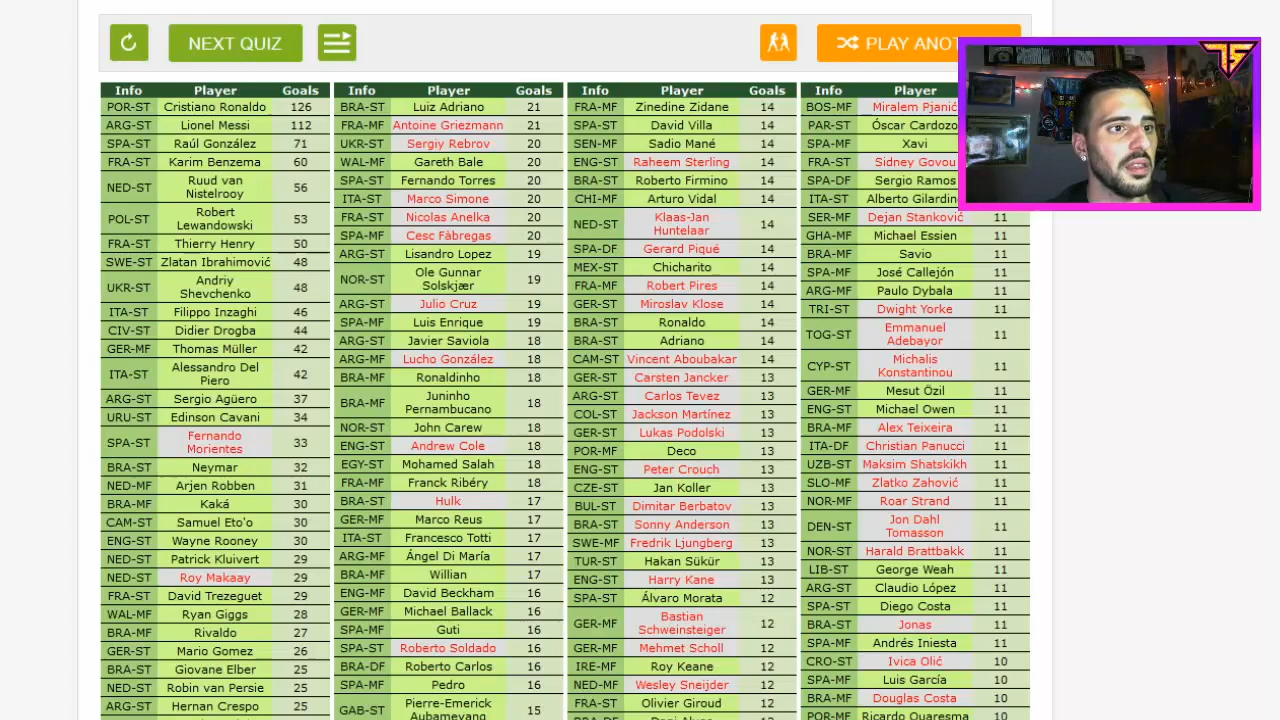 NEXT QUIZ
PLAY ANOT
Info Player Goals
POR-ST Cristiano Ronaldo 126
ARG-ST Lionel Messi 112
SPA-ST Raúl González 71
FRA-ST Karim Benzema 60
NED-ST Ruud van
Nistelrooy 56
POL-ST Robert
Lewandowski 53
FRA-ST Thierry Henry 50
SWE-ST Zlatan Ibrahimović 48
UKR-ST Andriy
Shevchenko 48
ITA-ST Filippo Inzaghi 46
CIV-ST Didier Drogba 44
GER-MF Thomas Müller 42
ITA-ST Alessandro Del
Piero 42
ARG-ST Sergio Agüero 37
URU-ST Edinson Cavani 34
SPA-ST Fernando
Morientes 33
BRA-ST Neymar 32
NED-MF Arjen Robben 31
BRA-MF Kaká 30
CAM-ST Samuel Eto'o 30
ENG-ST Wayne Rooney 30
NED-ST Patrick Kluivert 29
NED-ST Roy Makaay 29
FRA-ST David Trezeguet 29
WAL-MF Ryan Giggs 28
BRA-MF Rivaldo 27
GER-ST Mario Gomez 26
BRA-ST Giovane Elber 25
NED-ST Robin van Persie 25
ARG-ST Hernan Crespo 25
Info Player Goals
BRA-ST Luiz Adriano 21
FRA-MF Antoine Griezmann 21
UKR-ST Sergiy Rebrov 20
WAL-MF Gareth Bale 20
SPA-ST Fernando Torres 20
ITA-ST Marco Simone 20
FRA-ST Nicolas Anelka 20
SPA-MF Cesc Fàbregas 20
ARG-ST Lisandro Lopez 19
NOR-ST Ole Gunnar
Solskjær 19
ARG-ST Julio Cruz 19
SPA-MF Luis Enrique 19
ARG-ST Javier Saviola 18
ARG-MF Lucho González 18
BRA-MF Ronaldinho 18
BRA-MF Juninho
Pernambucano 18
NOR-ST John Carew 18
ENG-ST Andrew Cole 18
EGY-ST Mohamed Salah 18
FRA-MF Franck Ribéry 18
BRA-ST Hulk 17
GER-MF Marco Reus 17
ITA-ST Francesco Totti 17
ARG-MF Ángel Di María 17
BRA-MF Willian 17
ENG-MF David Beckham 16
GER-MF Michael Ballack 16
SPA-MF Guti 16
SPA-ST Roberto Soldado 16
BRA-DF Roberto Carlos 16
SPA-MF Pedro 16
GAB-ST Pierre-Emerick
Aubameyang 15
Info Player Goals
FRA-MF Zinedine Zidane 14
SPA-ST David Villa 14
SEN-MF Sadio Mané 14
ENG-ST Raheem Sterling 14
BRA-ST Roberto Firmino 14
CHI-MF Arturo Vidal 14
NED-ST Klaas-Jan
Huntelaar 14
SPA-DF Gerard Piqué 14
MEX-ST Chicharito 14
FRA-MF Robert Pires 14
GER-ST Miroslav Klose 14
BRA-ST Ronaldo 14
BRA-ST Adriano 14
CAM-ST Vincent Aboubakar 14
GER-ST Carsten Jancker 13
ARG-ST Carlos Tevez 13
COL-ST Jackson Martínez 13
GER-ST Lukas Podolski 13
POR-MF Deco 13
ENG-ST Peter Crouch 13
CZE-ST Jan Koller 13
BUL-ST Dimitar Berbatov 13
BRA-ST Sonny Anderson 13
SWE-MF Fredrik Ljungberg 13
TUR-ST Hakan Sükür 13
ENG-ST Harry Kane 13
SPA-ST Álvaro Morata 12
GER-MF Bastian
Schweinsteiger 12
GER-MF Mehmet Scholl 12
IRE-MF Roy Keane 12
NED-MF Wesley Sneijder 12
FRA-ST Olivier Giroud 12
BRA-DF Dani Alves
Info Player
BOS-MF Miralem Pjanić
PAR-ST Óscar Cardozo
SPA-MF Xavi
FRA-ST Sidney Govou
SPA-DF Sergio Ramos
ITA-ST Alberto Gilardino
SER-MF Dejan Stanković 11
GHA-MF Michael Essien 11
BRA-MF Savio 11
SPA-MF José Callejón 11
ARG-MF Paulo Dybala 11
TRI-ST Dwight Yorke 11
TOG-ST Emmanuel
Adebayor 11
CYP-ST Michalis
Konstantinou 11
GER-MF Mesut Özil 11
ENG-ST Michael Owen 11
BRA-MF Alex Teixeira 11
ITA-DF Christian Panucci 11
UZB-ST Maksim Shatskikh 11
SLO-MF Zlatko Zahovič 11
NOR-MF Roar Strand 11
DEN-ST Jon Dahl
Tomasson 11
NOR-ST Harald Brattbakk 11
LIB-ST George Weah 11
ARG-ST Claudio López 11
SPA-ST Diego Costa 11
BRA-ST Jonas 11
SPA-MF Andrés Iniesta 11
CRO-ST Ivica Olić 10
SPA-MF Luis García 10
BRA-MF Douglas Costa 10
POR-MF Ricardo Quaresma 10